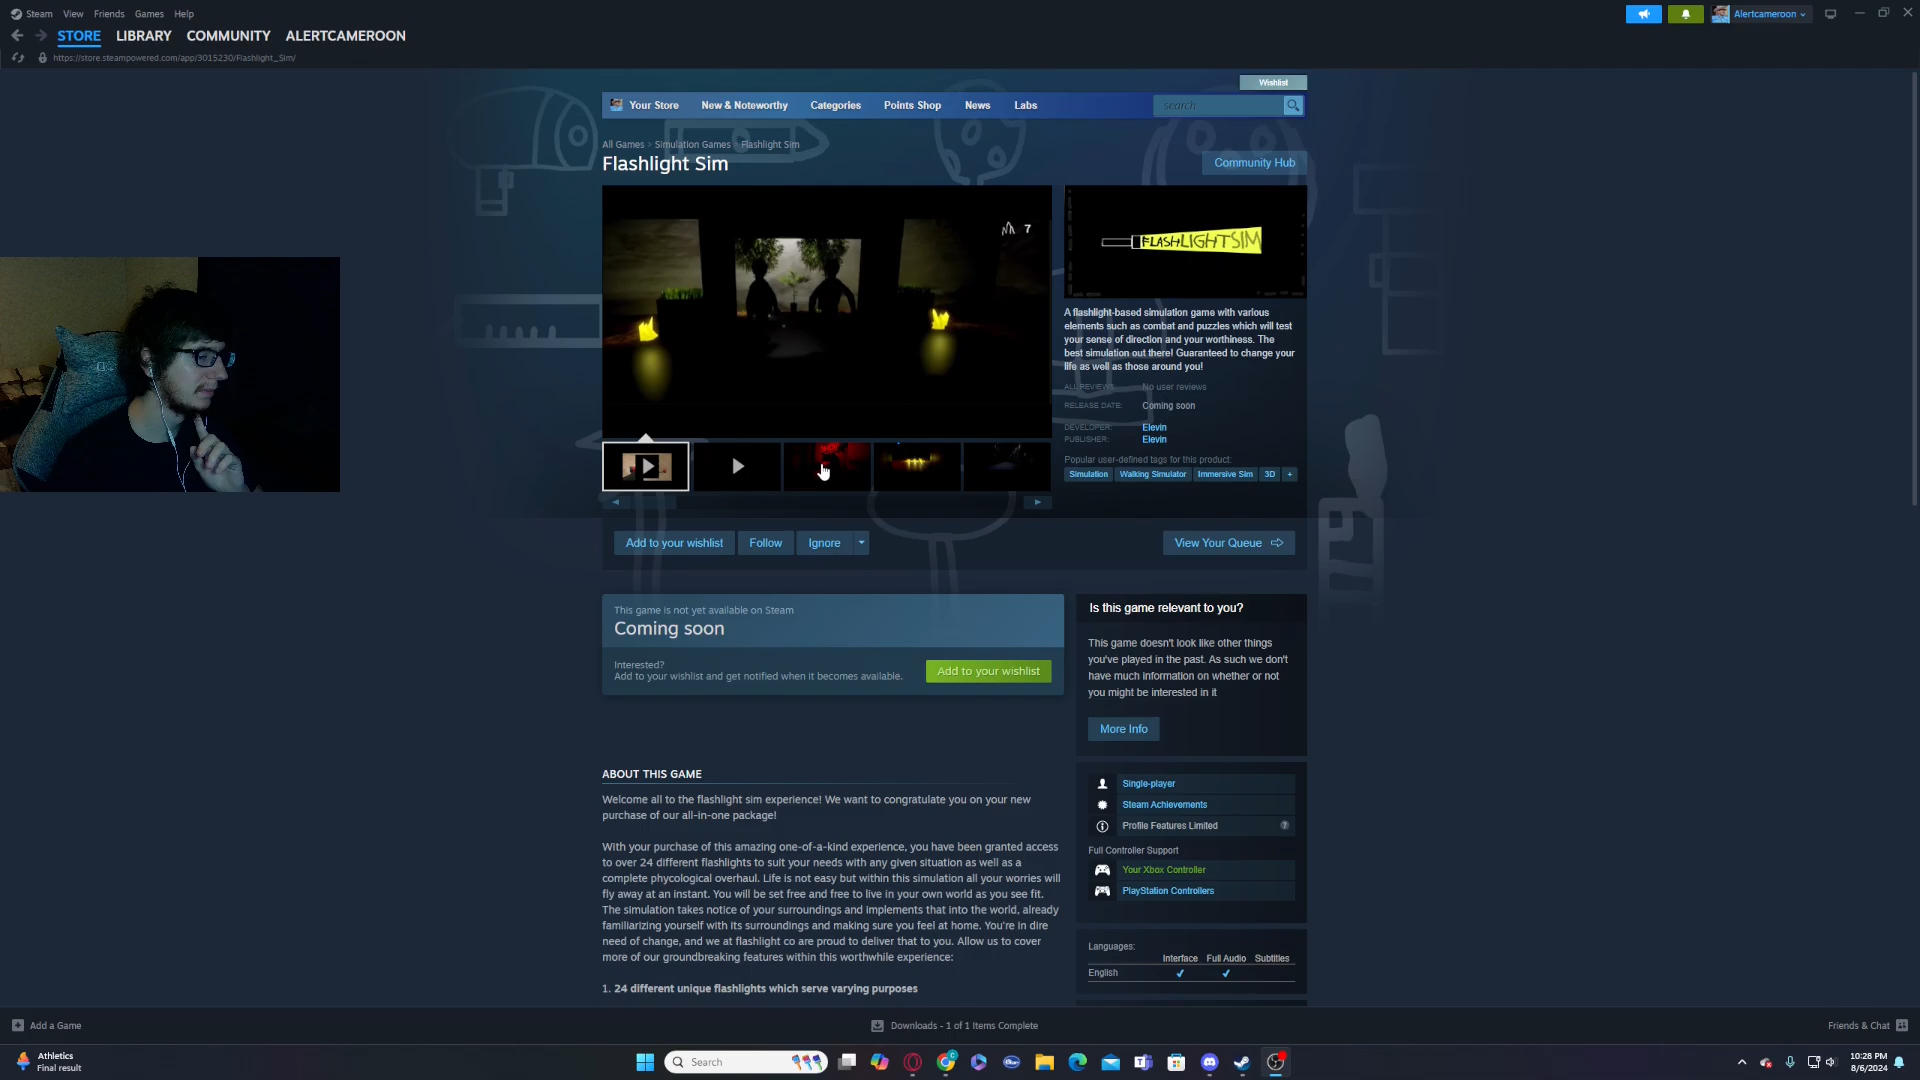 Steam View Friends Games Help
Alertcameroon
STORE LIBRARY COMMUNITY ALERTCAMEROON
https://store.steampowered.com/app/3015230/Flashlight_Sim/
Wishlist
Your Store New & Noteworthy Categories Points Shop News Labs search
All Games > Simulation Games > Flashlight Sim
Flashlight Sim
Community Hub
7
FLASHLIGHTSIM
A flashlight-based simulation game with various
elements such as combat and puzzles which will test
your sense of direction and your worthiness. The
best simulation out there! Guaranteed to change your
life as well as those around you!
ALL REVIEWS: No user reviews
RELEASE DATE: Coming soon
DEVELOPER: Elevin
PUBLISHER: Elevin
Popular user-defined tags for this product:
Simulation Walking Simulator Immersive Sim 3D +
Add to your wishlist Follow Ignore
View Your Queue
This game is not yet available on Steam
Coming soon
Interested?
Add to your wishlist and get notified when it becomes available.
Add to your wishlist
Is this game relevant to you?
This game doesn't look like other things
you've played in the past. As such we don't
have much information on whether or not
you might be interested in it
More Info
ABOUT THIS GAME
Welcome all to the flashlight sim experience! We want to congratulate you on your new
purchase of our all-in-one package!
With your purchase of this amazing one-of-a-kind experience, you have been granted access
to over 24 different flashlights to suit your needs with any given situation as well as a
complete phycological overhaul. Life is not easy but within this simulation all your worries will
fly away at an instant. You will be set free and free to live in your own world as you see fit.
The simulation takes notice of your surroundings and implements that into the world, already
familiarizing yourself with its surroundings and making sure you feel at home. You're in dire
need of change, and we at flashlight co are proud to deliver that to you. Allow us to cover
more of our groundbreaking features within this worthwhile experience:
1. 24 different unique flashlights which serve varying purposes
Single-player
Steam Achievements
Profile Features Limited ?
Full Controller Support
Your Xbox Controller
PlayStation Controllers
Languages:
Interface Full Audio Subtitles
English ✔ ✔
Add a Game
Downloads - 1 of 1 Items Complete
Friends & Chat
Athletics
Final result
Search
10:28 PM
8/6/2024